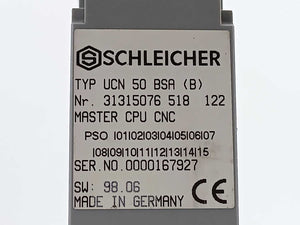 SCHLEICHER
TYP UCN 50 BSA (B)
Nr. 31315076 518 122
MASTER CPU CNC
PSO |01|02|03|04|05|06|07
|08|09|10|11|12|13|14|15
SER.NO.0000167927
SW: 98.06
MADE IN GERMANY
CE